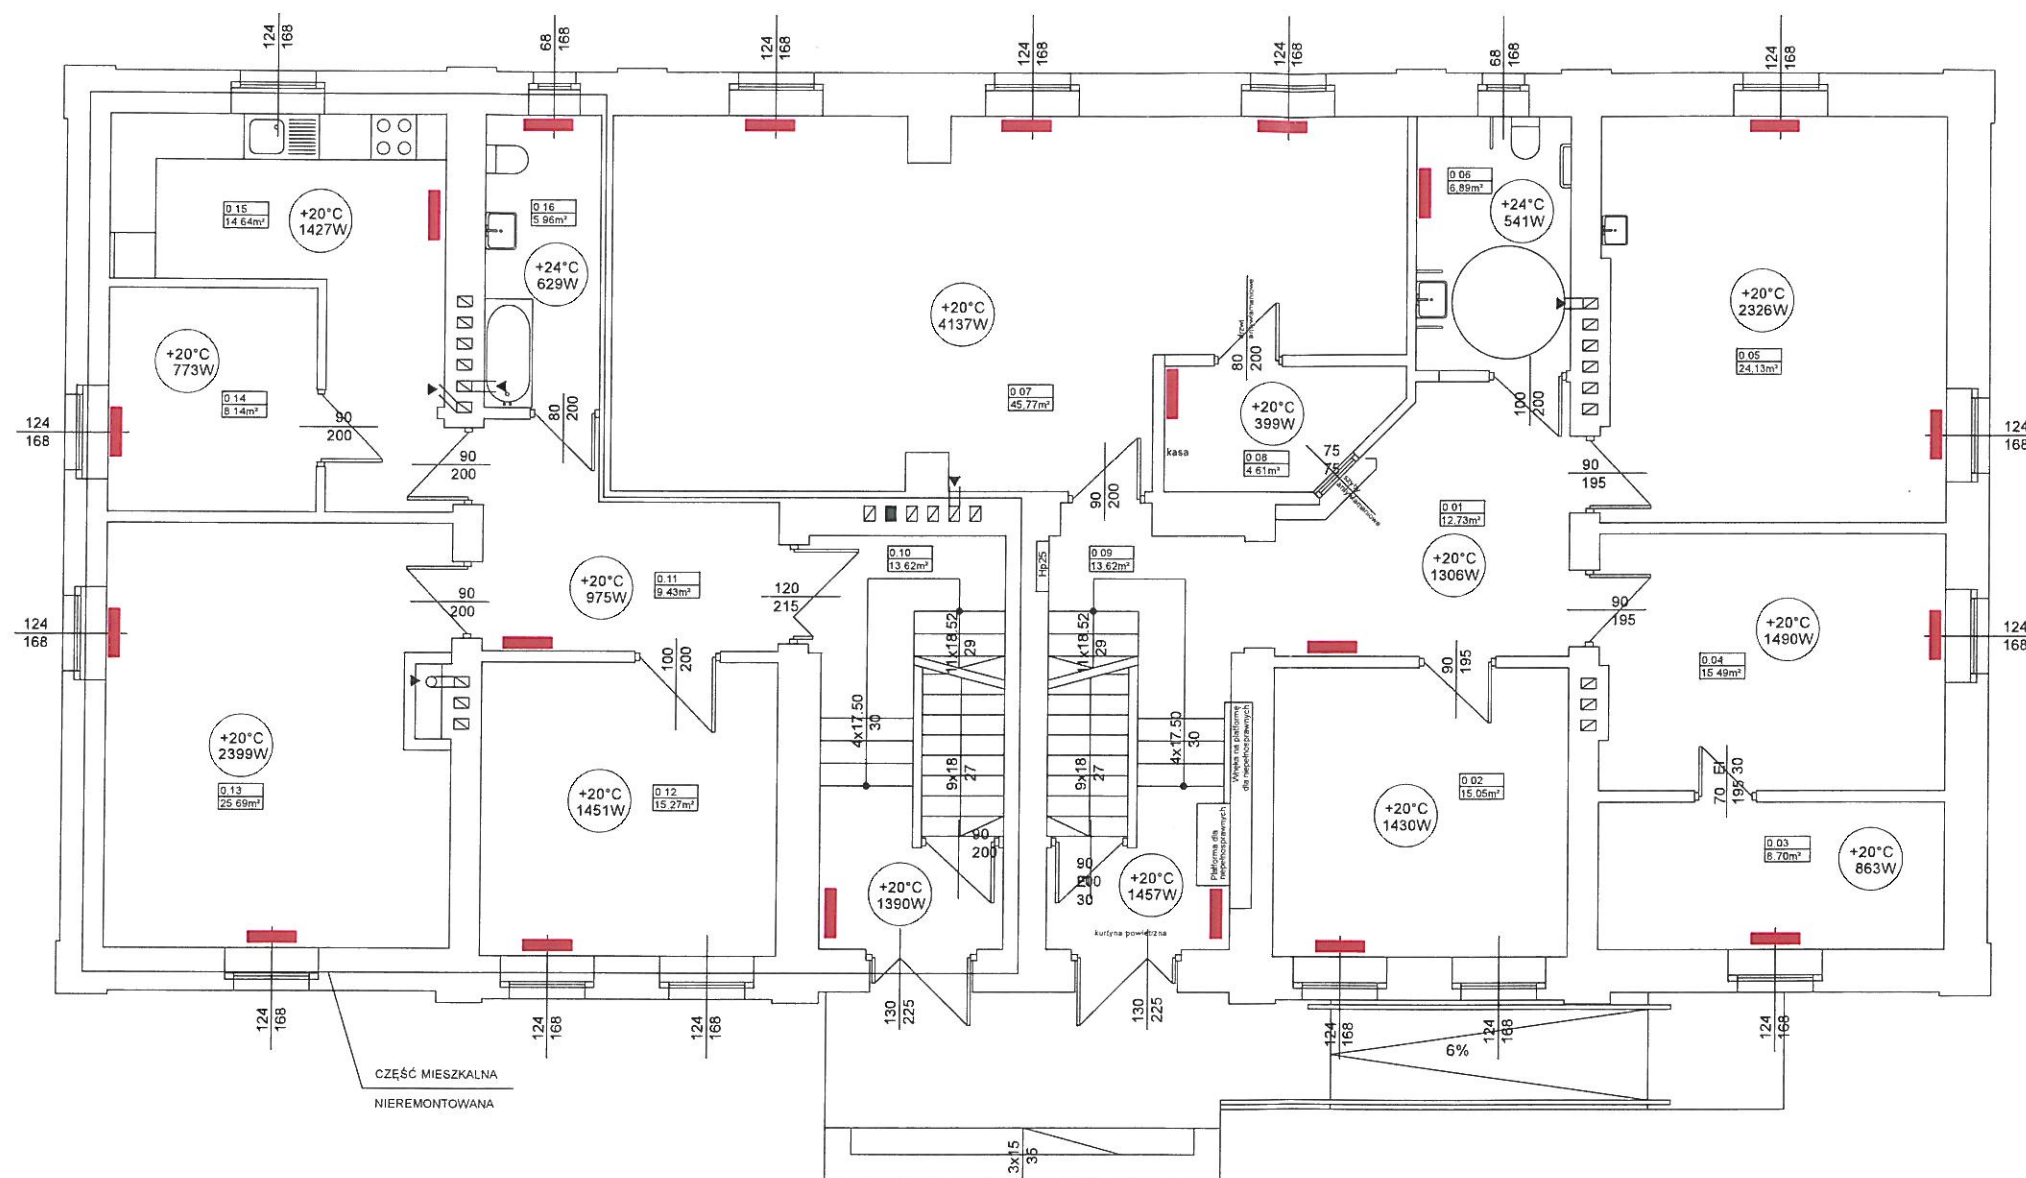 124
168
68
168
124
168
124
168
124
168
68
168
124
168
0.15
14.64m²
+20°C
1427W
0.16
5.96m²
+24°C
629W
+20°C
4137W
0.07
45.77m²
0.06
6.89m²
+24°C
541W
+20°C
2326W
0.05
24.13m²
+20°C
773W
0.14
8.14m²
124
168
90
200
90
200
80
200
80
200
+20°C
399W
kasa
0.08
4.61m²
75
75
100
200
90
195
124
168
90
200
0.01
12.73m²
+20°C
1306W
0.10
13.62m²
Hp25
0.09
13.62m²
+20°C
975W
0.11
9.43m²
120
215
90
200
124
168
90
195
+20°C
1490W
0.04
15.49m²
124
168
11x18.52
29
11x18.52
29
100
200
90
195
4x17.50
30
9x18
27
9x18
27
4x17.50
30
Wnęka na platformę
dla niepełnosprawnych
+20°C
2399W
0.13
25.69m²
+20°C
1451W
0.12
15.27m²
+20°C
1430W
0.02
15.05m²
70 EI
195 30
0.03
8.70m²
+20°C
863W
90
200
90
30
Platforma dla
niepełnosprawnych
+20°C
1390W
+20°C
1457W
kurtyna powietrzna
124
168
124
168
124
168
130
225
130
225
124
168
124
168
124
168
6%
CZĘŚĆ MIESZKALNA
NIEREMONTOWANA
3x15
35